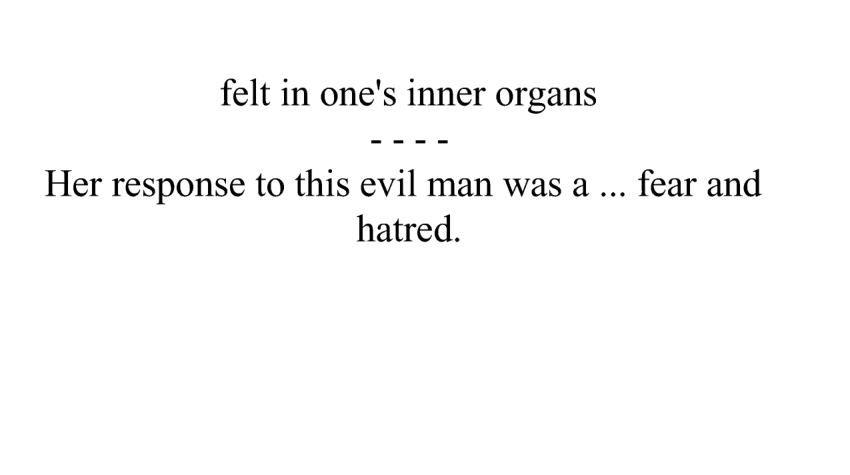 felt in one's inner organs
- - - -
Her response to this evil man was a ... fear and
hatred.